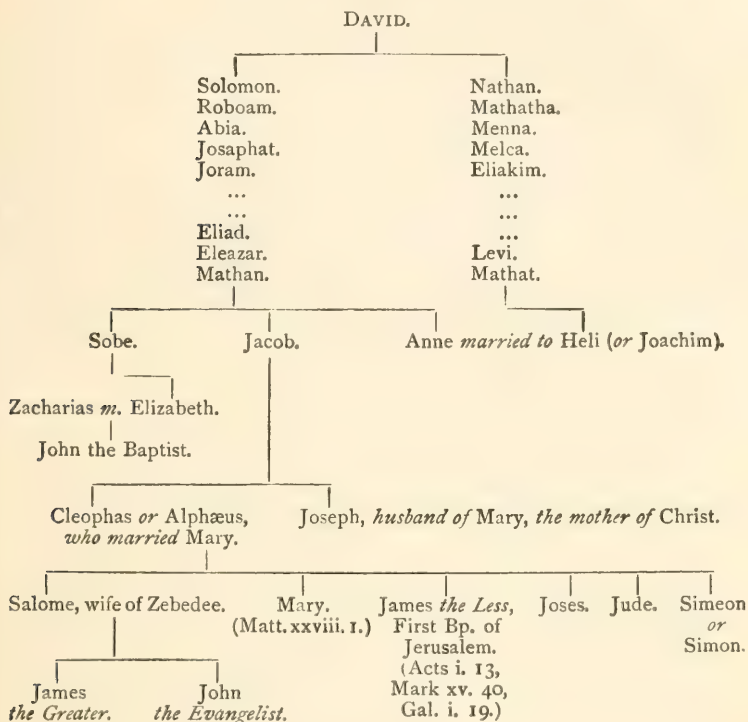 DAVID.
Solomon.
Nathan.
Roboam.
Mathatha.
Abia.
Menna.
Josaphat.
Melca.
Joram.
Eliakim.
...
...
...
...
Eliad.
...
Eleazar.
Levi.
Mathan.
Mathat.
Sobe.
Jacob.
Anne married to Heli (or Joachim).
Zacharias m. Elizabeth.
John the Baptist.
Cleophas or Alphæus,
who married Mary.
Joseph, husband of Mary, the mother of Christ.
Salome, wife of Zebedee.
Mary.
(Matt. xxviii. 1.)
James the Less,
First Bp. of
Jerusalem.
(Acts i. 13,
Mark xv. 40,
Gal. i. 19.)
Joses.
Jude.
Simeon
or
Simon.
James
the Greater.
John
the Evangelist.